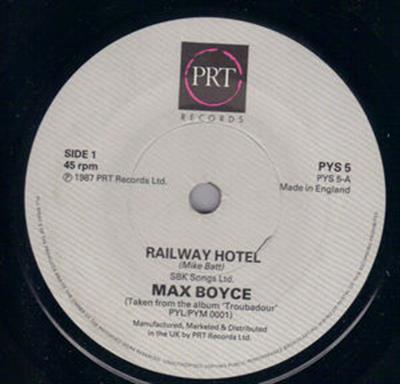 PRT
RECORDS
SIDE 1
45 rpm
℗ 1987 PRT Records Ltd.
PYS 5
PYS 5-A
Made in England
RAILWAY HOTEL
(Mike Batt)
SBK Songs Ltd.
MAX BOYCE
(Taken from the album 'Troubadour'
PYL/PYM 0001)
Manufactured, Marketed & Distributed
in the UK by PRT Records Ltd.